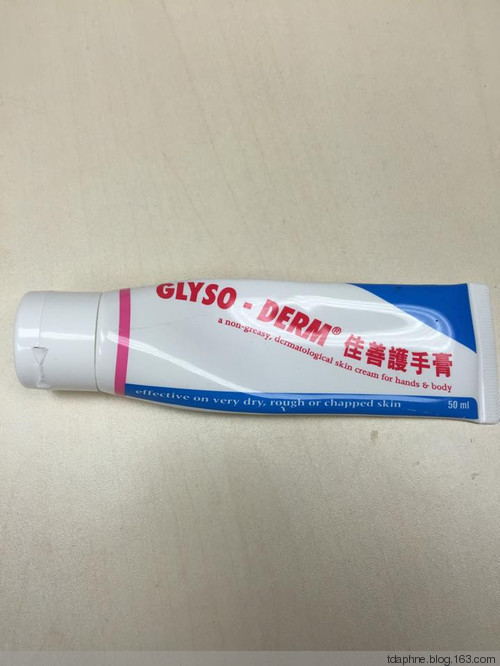 GLYSO - DERM® 佳善護手膏
a non-greasy, dermatological skin cream for hands & body
effective on very dry, rough or chapped skin
50 ml
tdaphne.blog.163.com